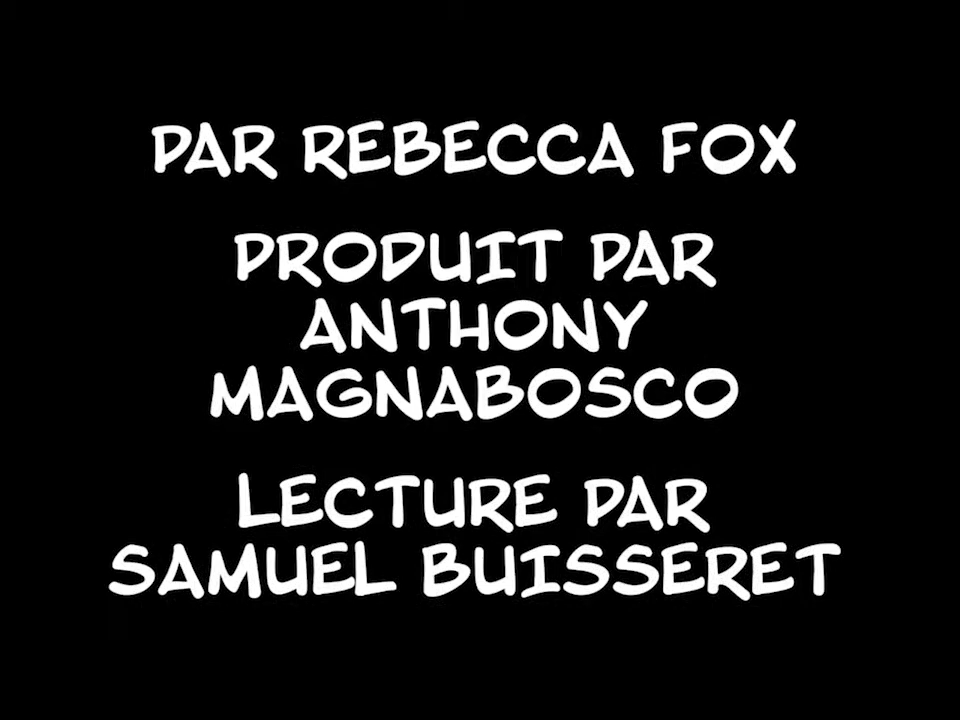 PAR REBECCA FOX
PRODUIT PAR
ANTHONY
MAGNABOSCO
LECTURE PAR
SAMUEL BUISSERET